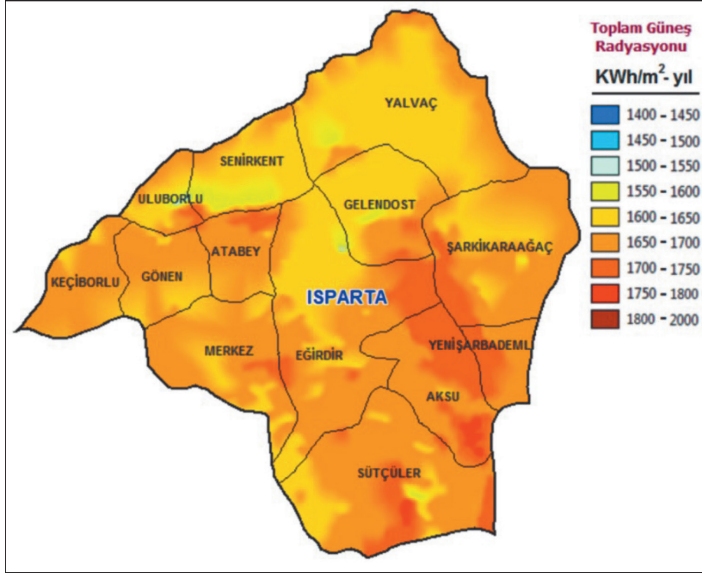 Toplam Güneş
Radyasyonu
KWh/m²- yıl
1400 - 1450
1450 - 1500
1500 - 1550
1550 - 1600
1600 - 1650
1650 - 1700
1700 - 1750
1750 - 1800
1800 - 2000
YALVAÇ
SENİRKENT
ULUBORLU
GELENDOST
ATABEY
ŞARKİKARAAĞAÇ
KEÇİBORLU
GÖNEN
ISPARTA
MERKEZ
EĞİRDİR
YENİŞARBADEML
AKSU
SÜTÇÜLER